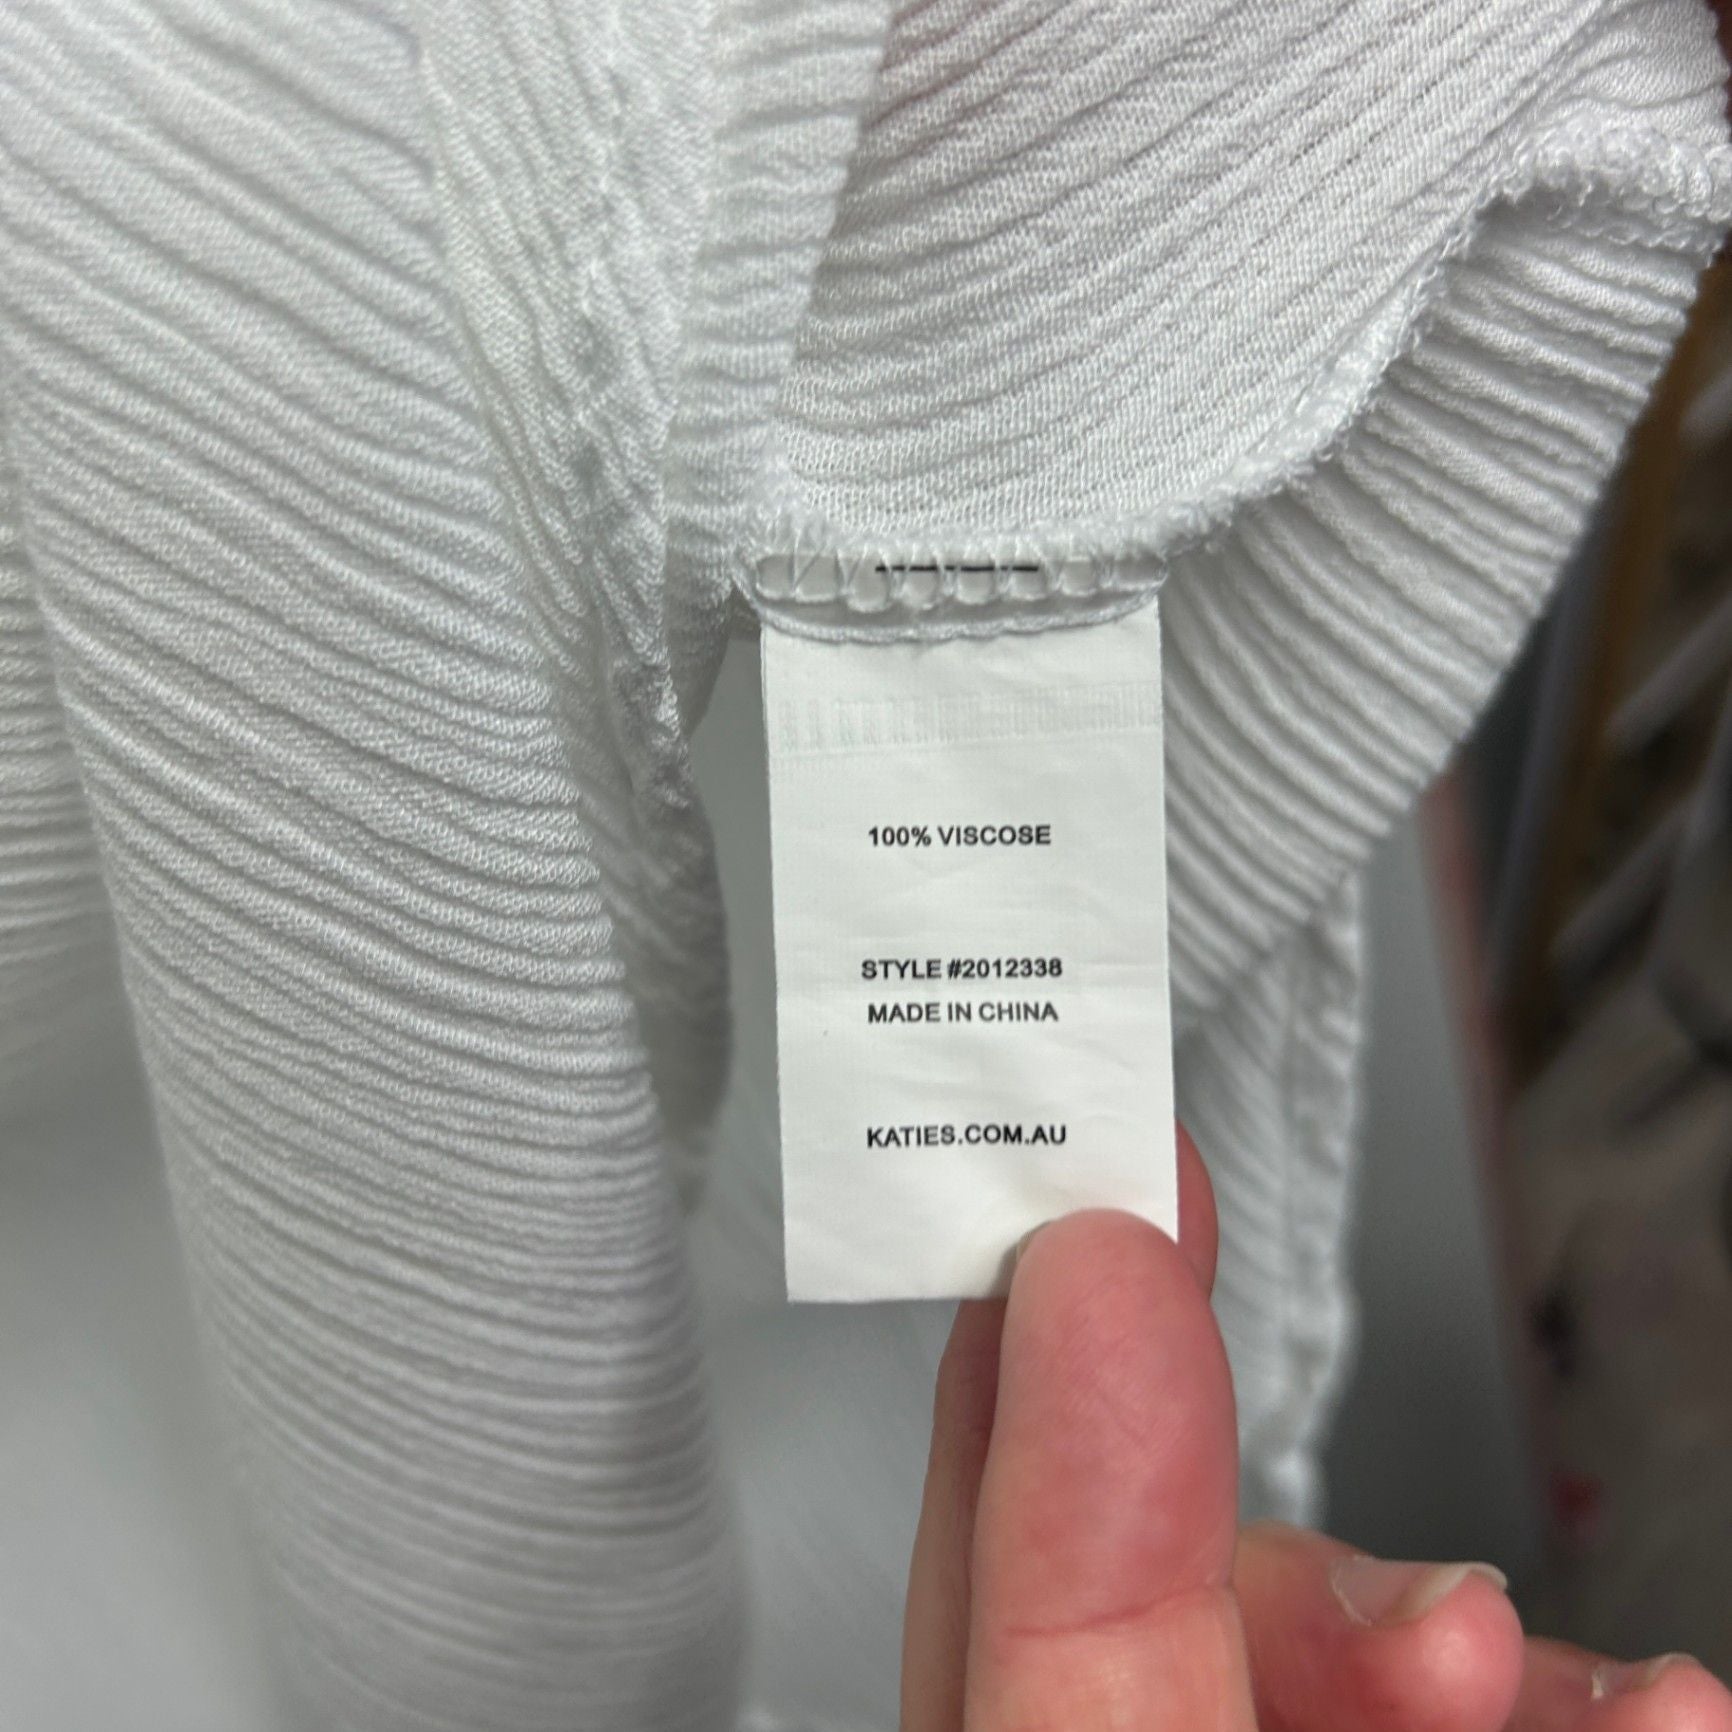 100% VISCOSE
STYLE #2012338
MADE IN CHINA
KATIES.COM.AU